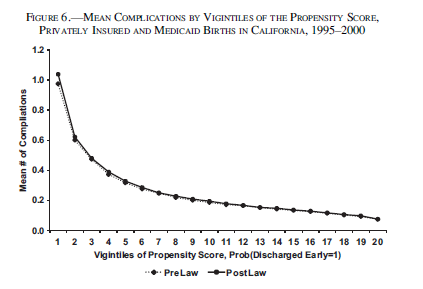 FIGURE 6.—MEAN COMPLICATIONS BY VIGINTILES OF THE PROPENSITY SCORE,
PRIVATELY INSURED AND MEDICAID BIRTHS IN CALIFORNIA, 1995–2000
Mean # of Compliations
1.2
1.0
0.8
0.6
0.4
0.2
0.0
1 2 3 4 5 6 7 8 9 10 11 12 13 14 15 16 17 18 19 20
Vigintiles of Propensity Score, Prob(Discharged Early=1)
PreLaw PostLaw